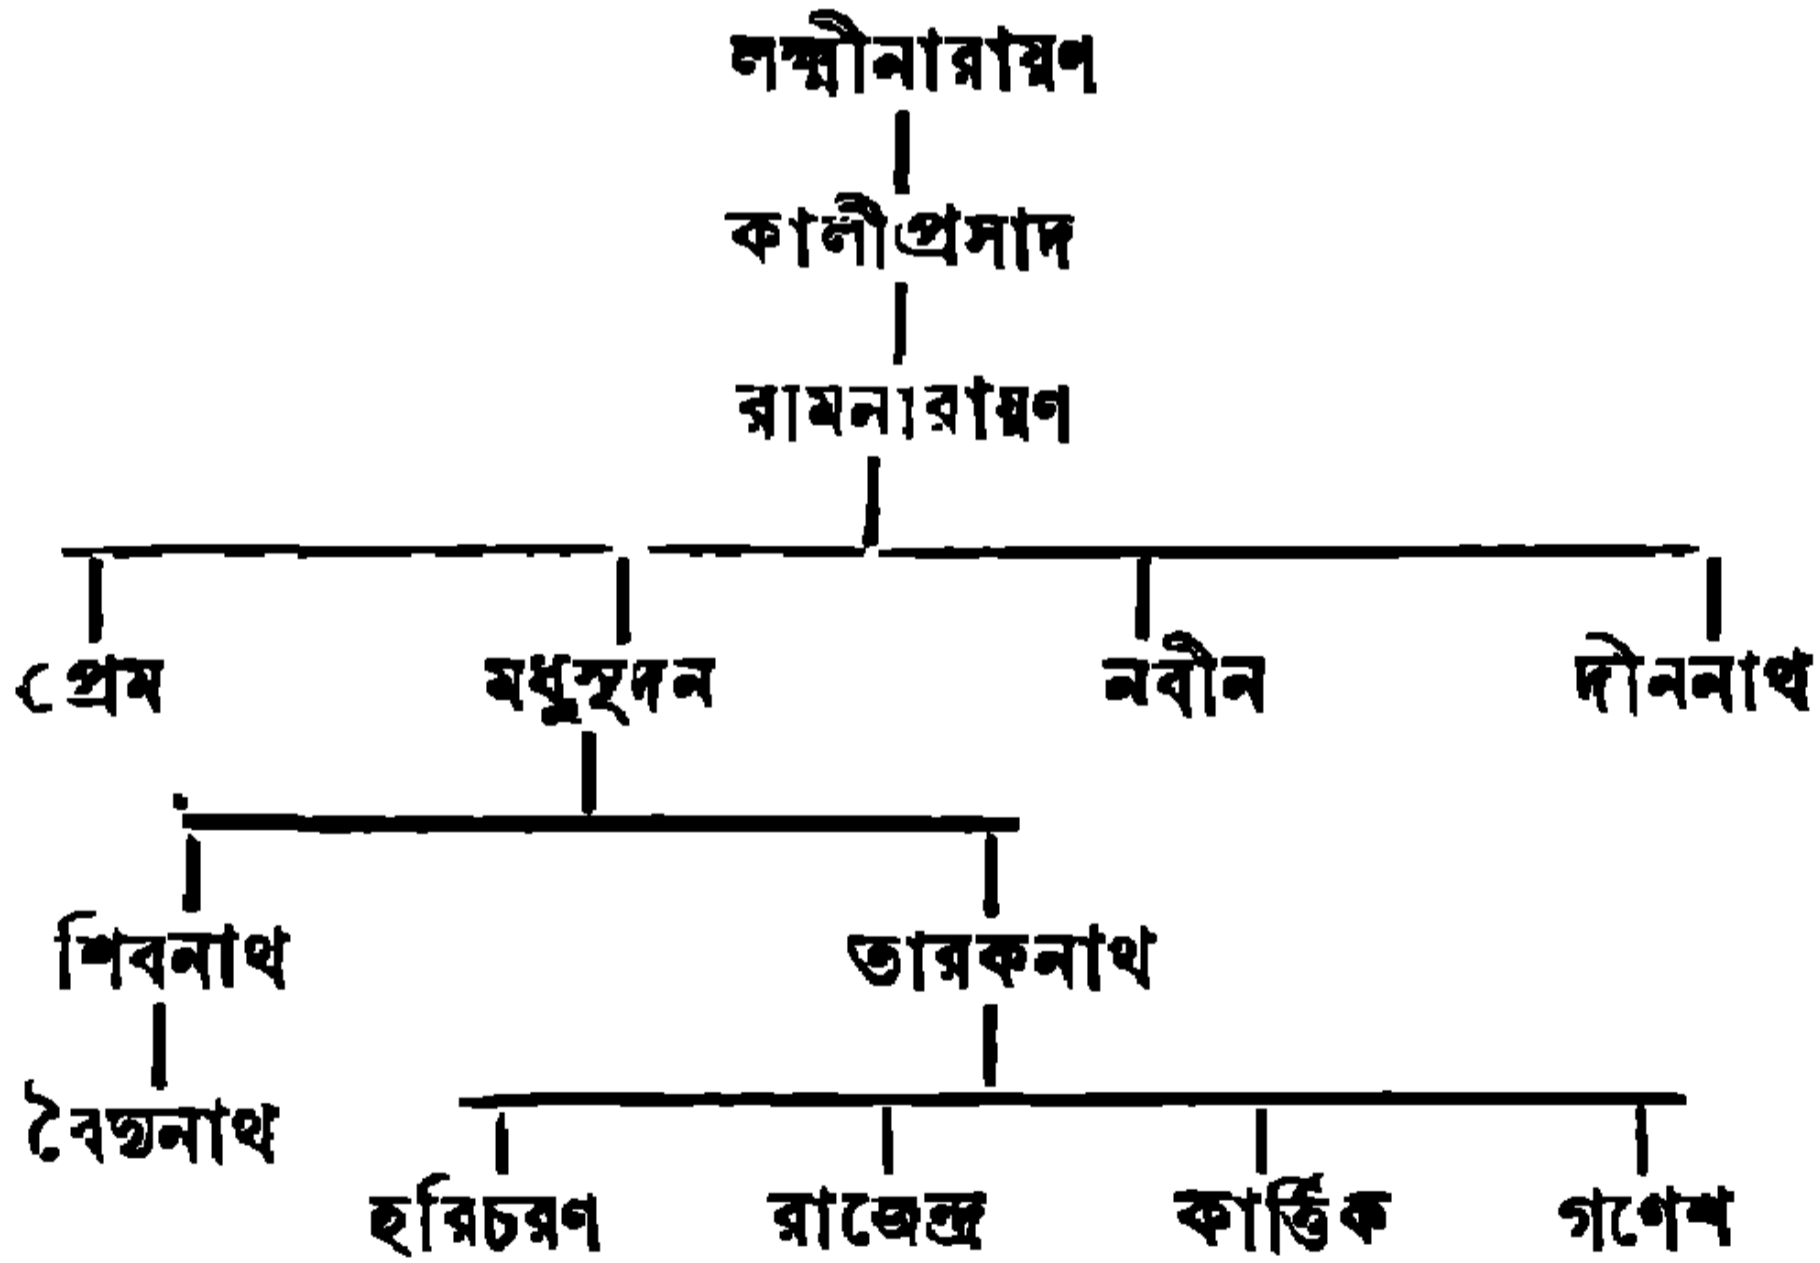 লক্ষ্মীনারায়ণ
কালীপ্রসাদ
রামনারায়ণ
প্রেম মধুসূদন নবীন দীননাথ
শিবনাথ তারকনাথ
বৈদ্যনাথ
হরিচরণ রাজেন্দ্র কার্ত্তিক গণেশ